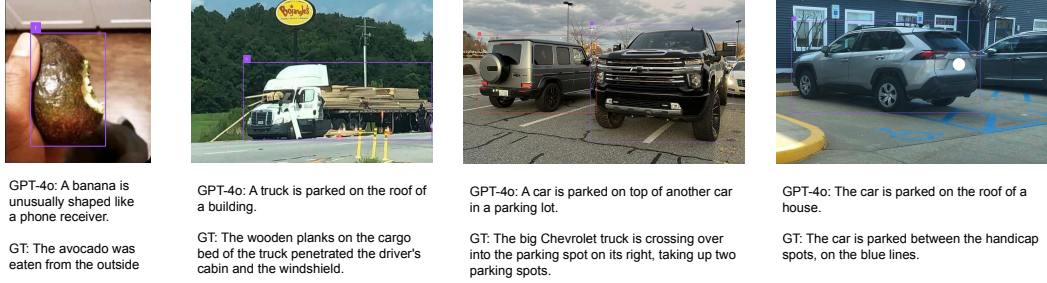 Bojangles
GPT-4o: A banana is
unusually shaped like
a phone receiver.
GT: The avocado was
eaten from the outside
GPT-4o: A truck is parked on the roof of
a building.
GT: The wooden planks on the cargo
bed of the truck penetrated the driver's
cabin and the windshield.
GPT-4o: A car is parked on top of another car
in a parking lot.
GT: The big Chevrolet truck is crossing over
into the parking spot on its right, taking up two
parking spots.
GPT-4o: The car is parked on the roof of a
house.
GT: The car is parked between the handicap
spots, on the blue lines.